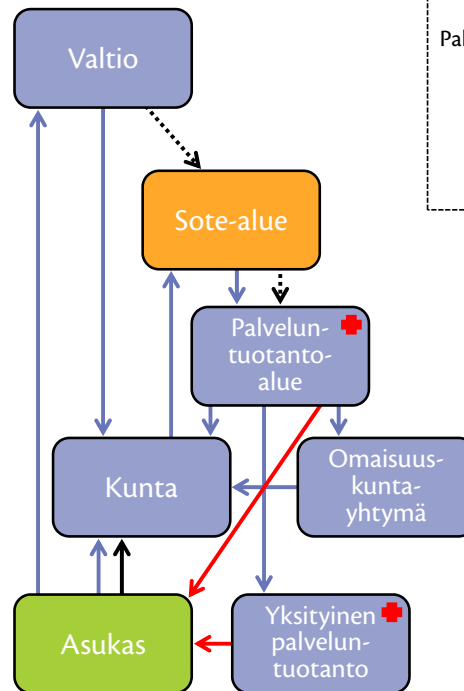 Valtio
Pal
Sote-alue
Palvelun-
tuotanto-
alue
Kunta
Omaisuus-
kunta-
yhtymä
Asukas
Yksityinen
palvelun-
tuotanto